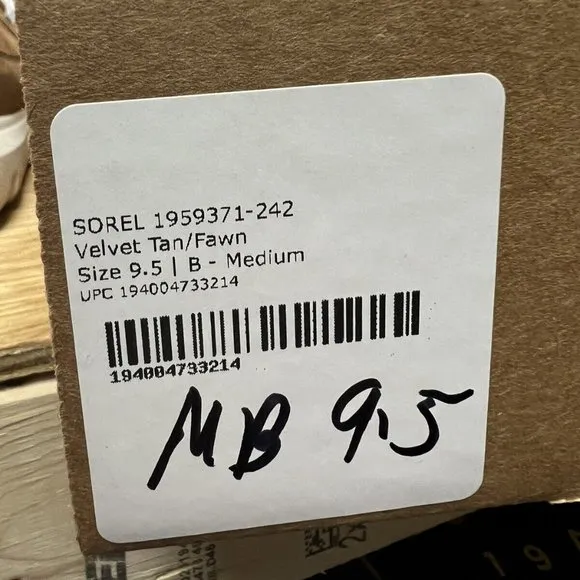 SOREL 1959371-242
Velvet Tan/Fawn
Size 9.5 | B - Medium
UPC 194004733214
194004733214
MB 9.5